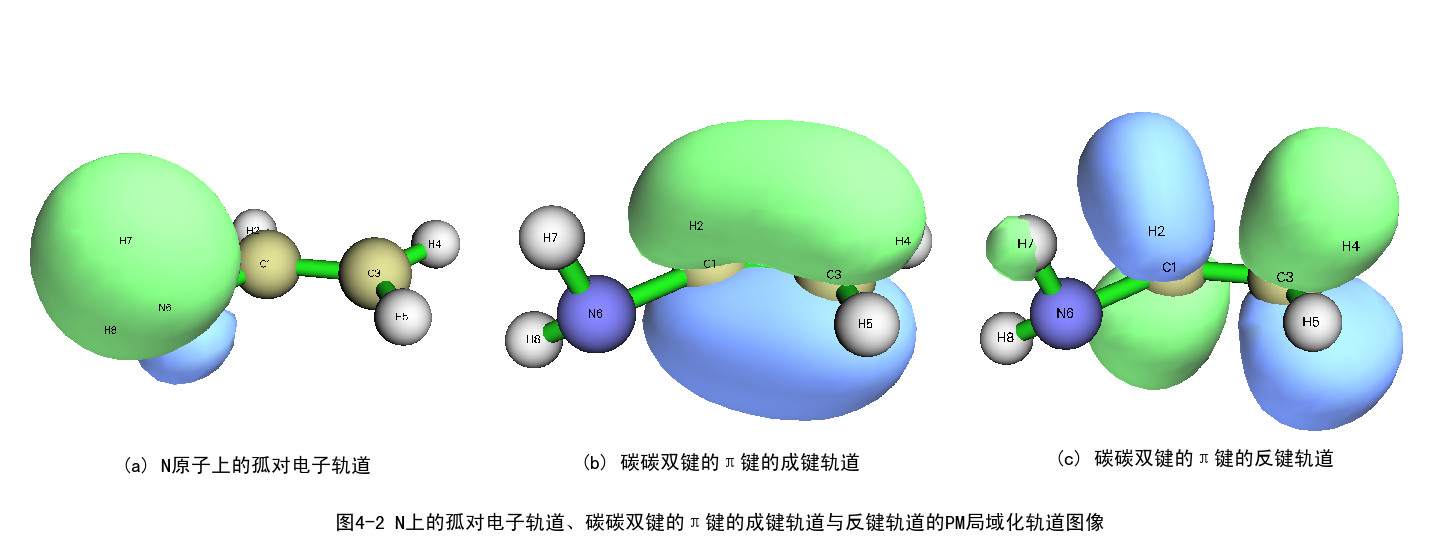 H7
H2
C1
H4
C3
N6
H5
H8
H7
H2
H4
C1
C3
N6
H5
H8
H7
H2
H4
C1
C3
N6
H5
H8
(a) N原子上的孤对电子轨道
(b) 碳碳双键的π键的成键轨道
(c) 碳碳双键的π键的反键轨道
图4-2 N上的孤对电子轨道、碳碳双键的π键的成键轨道与反键轨道的PM局域化轨道图像